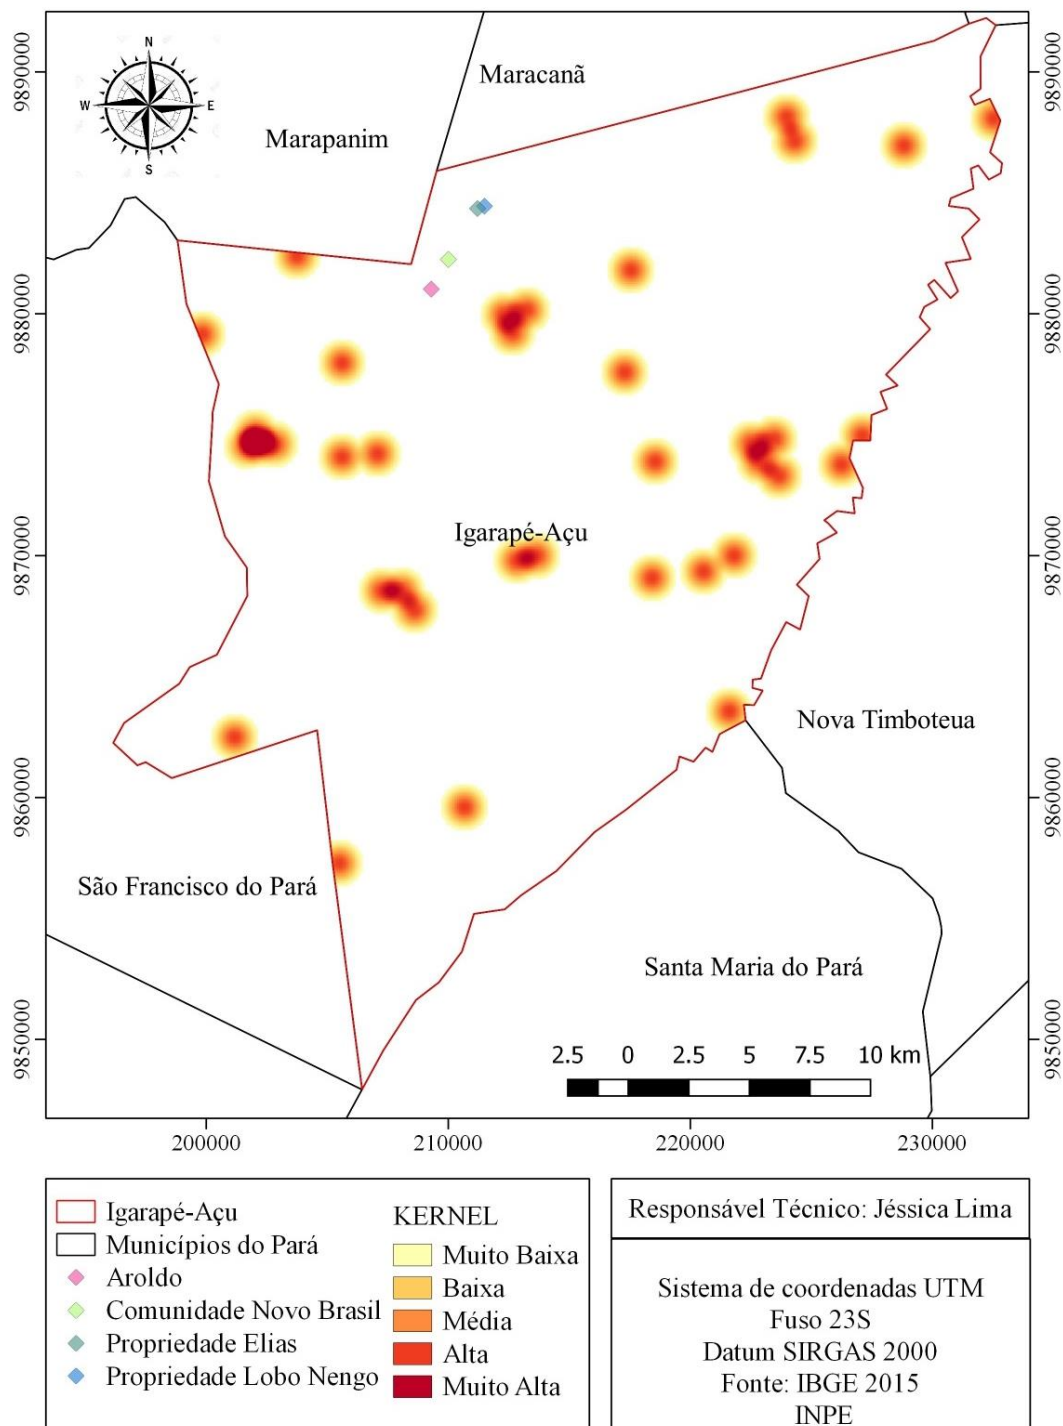 N
W
E
S
Maracanã
Marapanim
Igarapé-Açu
Nova Timboteua
São Francisco do Pará
Santa Maria do Pará
2.5 0 2.5 5 7.5 10 km
9890000
9880000
9870000
9860000
9850000
9890000
9880000
9870000
9860000
9850000
200000 210000 220000 230000
Igarapé-Açu
Municípios do Pará
Aroldo
Comunidade Novo Brasil
Propriedade Elias
Propriedade Lobo Nengo
KERNEL
Muito Baixa
Baixa
Média
Alta
Muito Alta
Responsável Técnico: Jéssica Lima
Sistema de coordenadas UTM
Fuso 23S
Datum SIRGAS 2000
Fonte: IBGE 2015
INPE